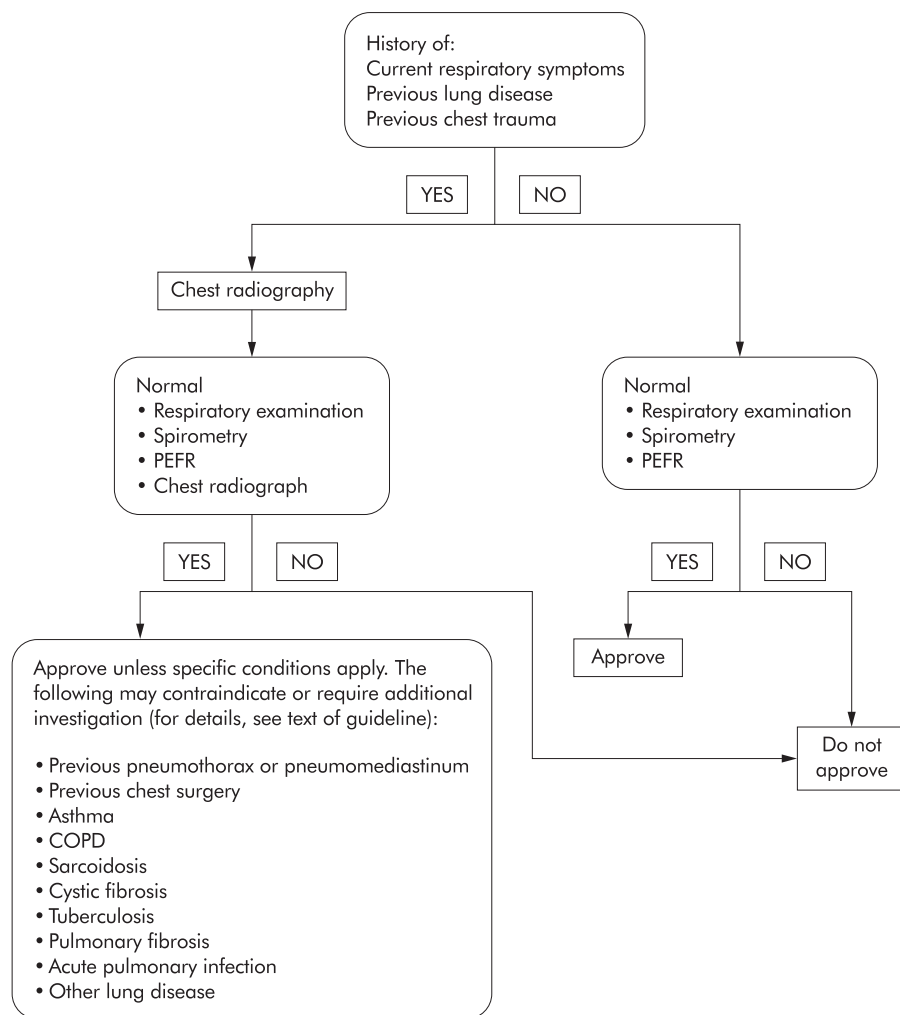 History of:
Current respiratory symptoms
Previous lung disease
Previous chest trauma
YES
NO
Chest radiography
Normal
• Respiratory examination
• Spirometry
• PEFR
• Chest radiograph
Normal
• Respiratory examination
• Spirometry
• PEFR
YES
NO
YES
NO
Approve unless specific conditions apply. The
following may contraindicate or require additional
investigation (for details, see text of guideline):
• Previous pneumothorax or pneumomediastinum
• Previous chest surgery
• Asthma
• COPD
• Sarcoidosis
• Cystic fibrosis
• Tuberculosis
• Pulmonary fibrosis
• Acute pulmonary infection
• Other lung disease
Approve
Do not
approve